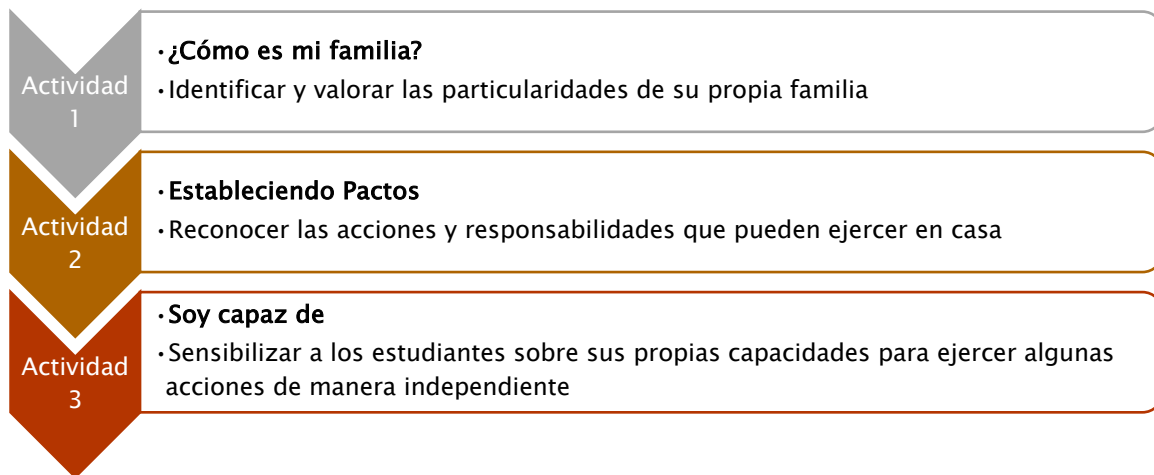 Actividad
1
·¿Cómo es mi familia?
·Identificar y valorar las particularidades de su propia familia
Actividad
2
·Estableciendo Pactos
·Reconocer las acciones y responsabilidades que pueden ejercer en casa
Actividad
3
·Soy capaz de
·Sensibilizar a los estudiantes sobre sus propias capacidades para ejercer algunas
acciones de manera independiente